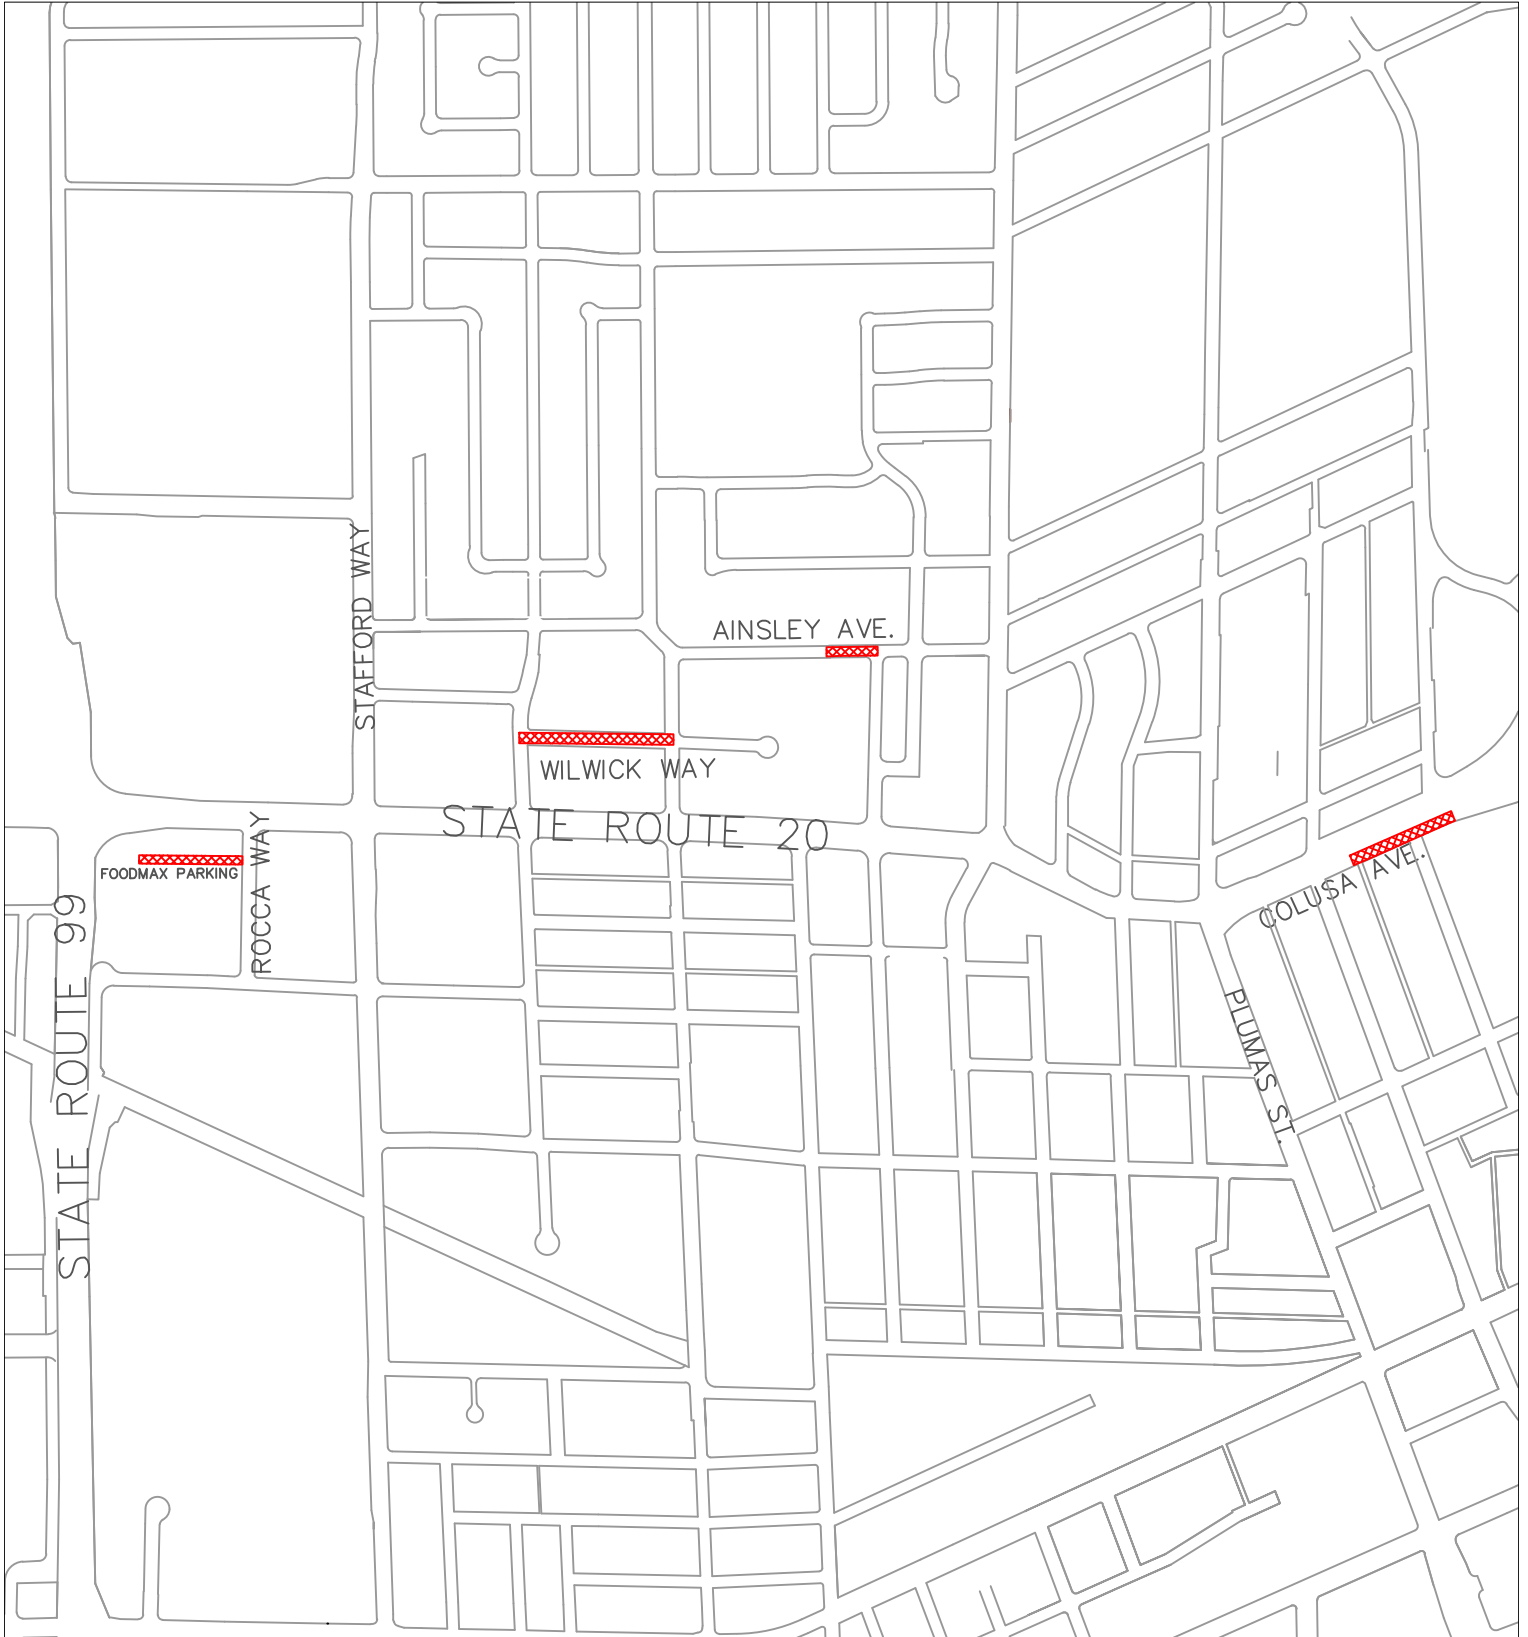 STAFFORD WAY
AINSLEY AVE.
WILWICK WAY
STATE ROUTE 20
ROCCA WAY
FOODMAX PARKING
COLUSA AVE.
STATE ROUTE 99
PLUMAS ST.